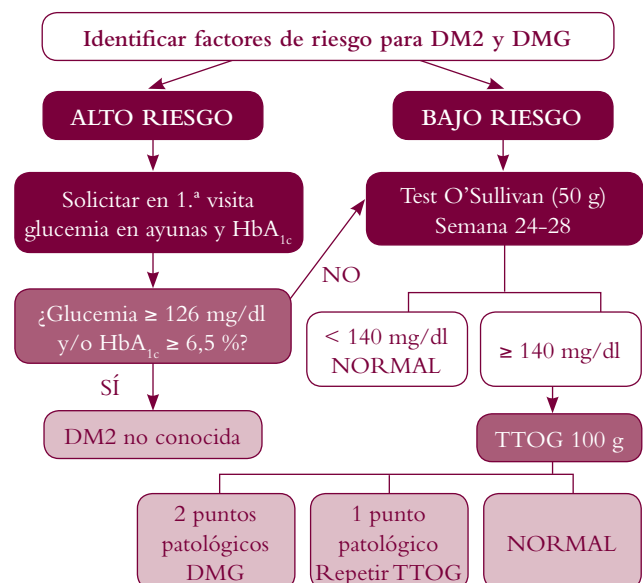 Identificar factores de riesgo para DM2 y DMG
ALTO RIESGO
BAJO RIESGO
Solicitar en 1.ª visita
glucemia en ayunas y HbA1c
Test O’Sullivan (50 g)
Semana 24-28
NO
¿Glucemia ≥ 126 mg/dl
y/o HbA1c ≥ 6,5 %?
< 140 mg/dl
NORMAL
≥ 140 mg/dl
SÍ
DM2 no conocida
TTOG 100 g
2 puntos
patológicos
DMG
1 punto
patológico
Repetir TTOG
NORMAL